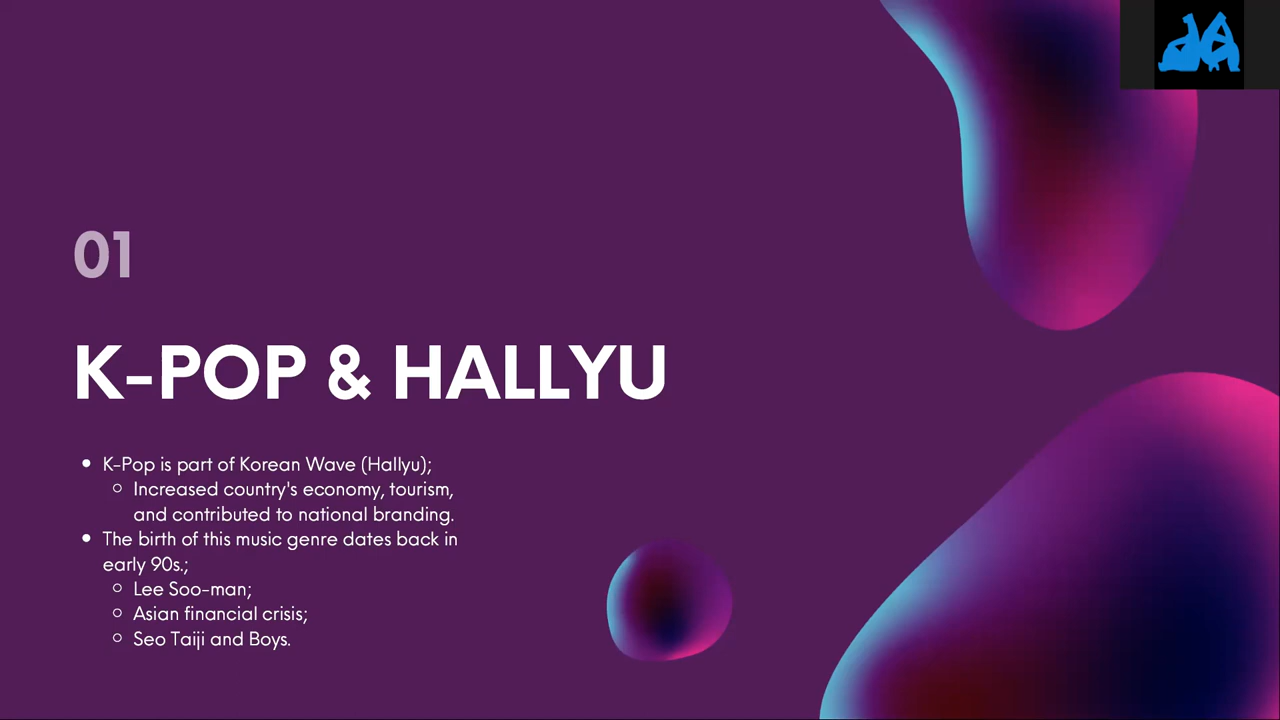 01
K-POP & HALLYU
• K-Pop is part of Korean Wave (Hallyu);
○ Increased country's economy, tourism,
and contributed to national branding.
• The birth of this music genre dates back in
early 90s.;
○ Lee Soo-man;
○ Asian financial crisis;
○ Seo Taiji and Boys.